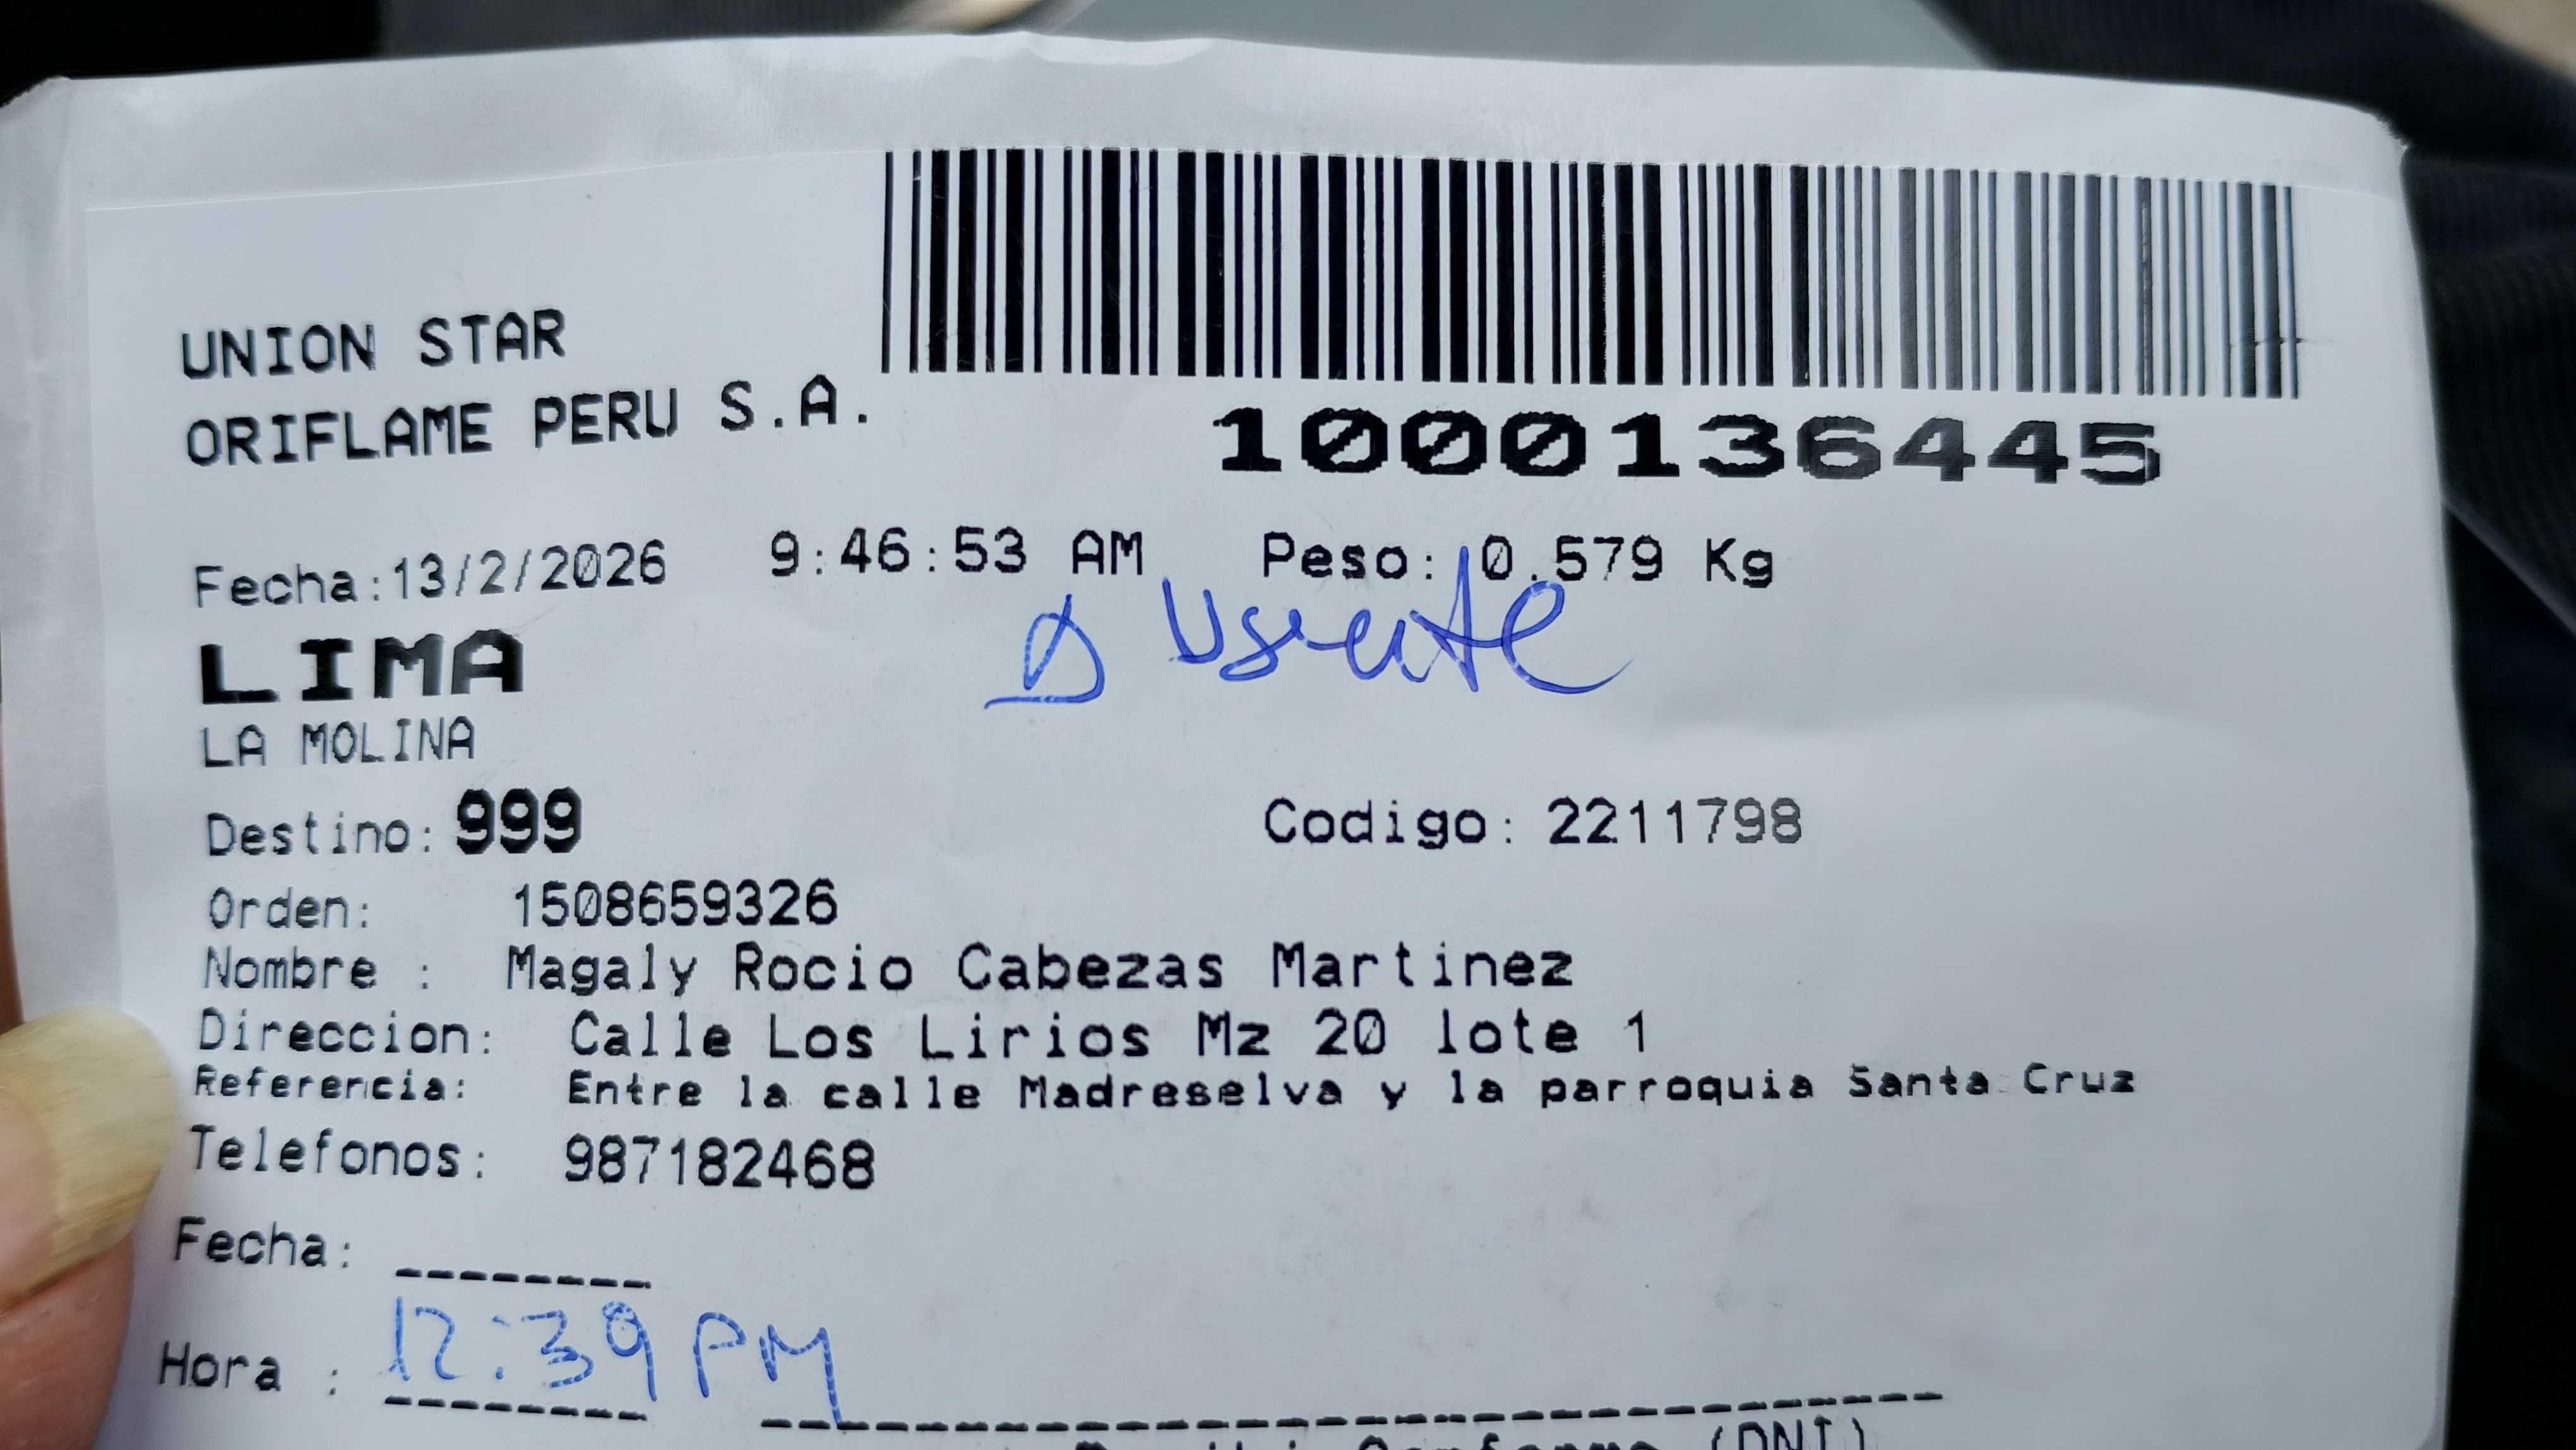 UNION STAR
ORIFLAME PERU S.A.
1000136445
Fecha:13/2/2026 9:46:53 AM Peso: 0.579 Kg
Ausente
LIMA
LA MOLINA
Destino: 999 Codigo: 2211798
Orden: 1508659326
Nombre : Magaly Rocio Cabezas Martinez
Direccion: Calle Los Lirios Mz 20 lote 1
Referencia: Entre la calle Madreselva y la parroquia Santa Cruz
Telefonos: 987182468
Fecha:
Hora : 12:39 PM
(DNI)